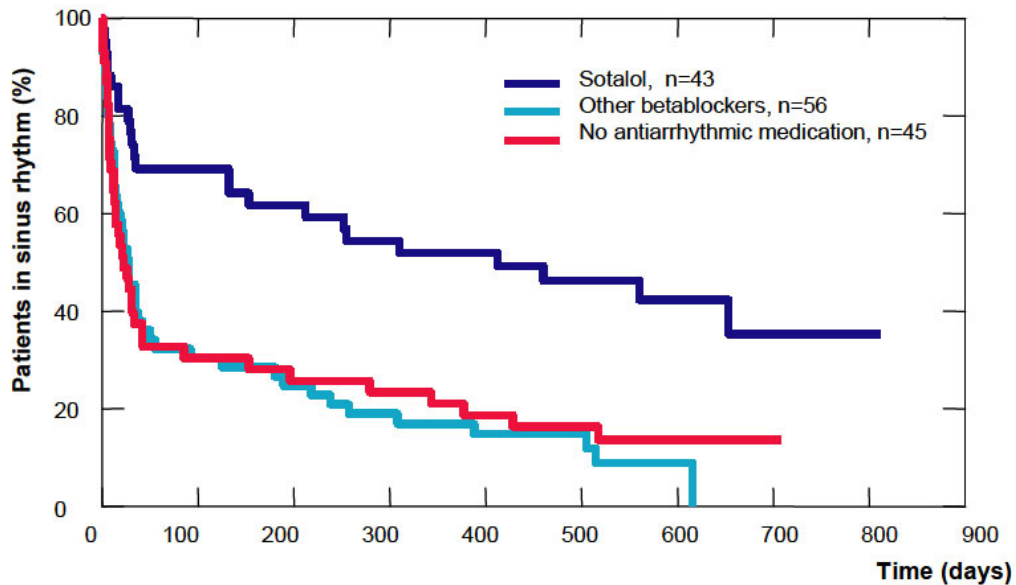 Patients in sinus rhythm (%)
100
80
60
40
20
0
Sotalol, n=43
Other betablockers, n=56
No antiarrhythmic medication, n=45
0 100 200 300 400 500 600 700 800 900
Time (days)